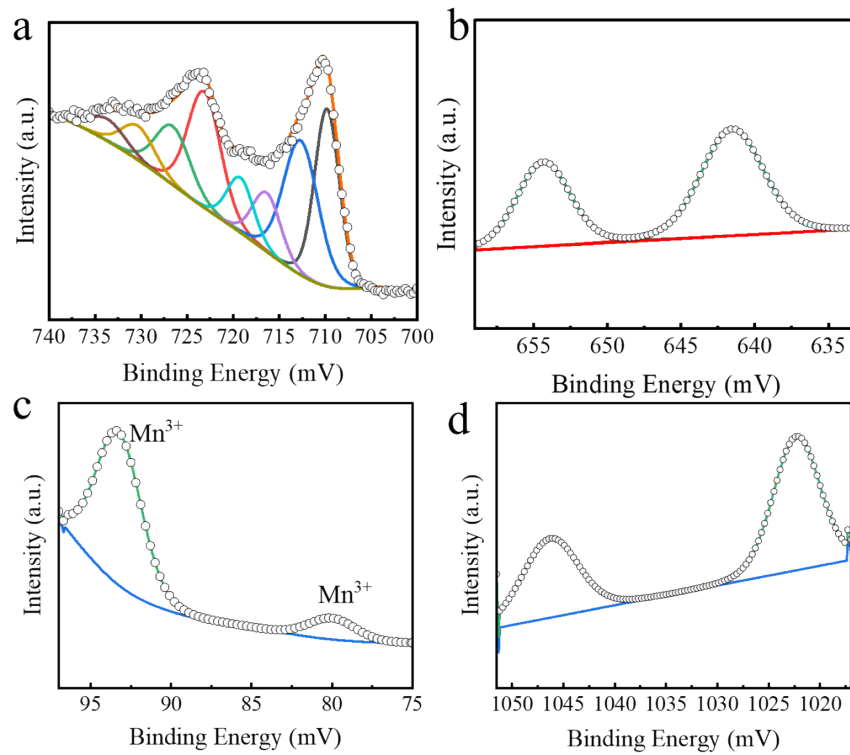 a
Intensity (a.u.)
740 735 730 725 720 715 710 705 700
Binding Energy (mV)
b
Intensity (a.u.)
655 650 645 640 635
Binding Energy (mV)
c
Mn³⁺
Mn³⁺
Intensity (a.u.)
95 90 85 80 75
Binding Energy (mV)
d
Intensity (a.u.)
1050 1045 1040 1035 1030 1025 1020
Binding Energy (mV)